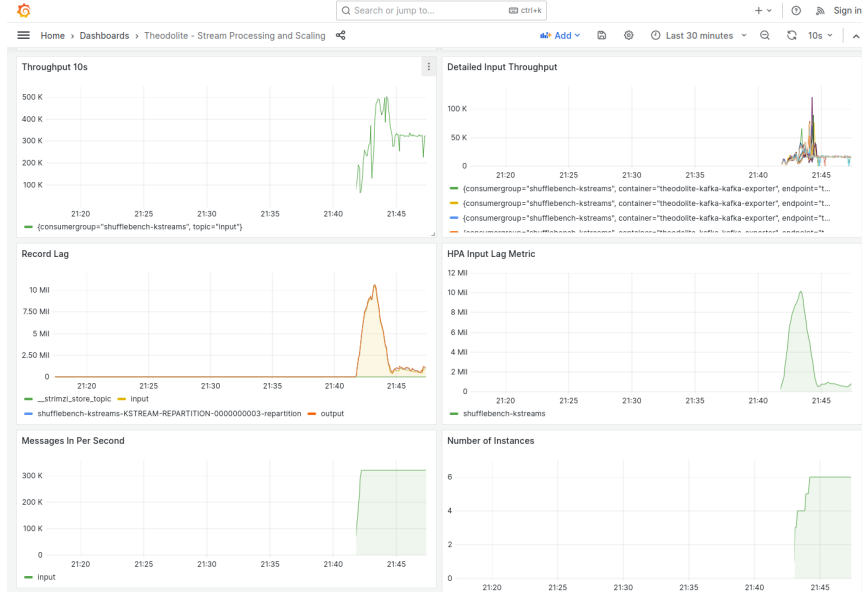 Search or jump to... ctrl+k Sign in
Home › Dashboards › Theodolite - Stream Processing and Scaling Add Last 30 minutes 10s
Throughput 10s
500 K
400 K
300 K
200 K
100 K
21:20 21:25 21:30 21:35 21:40 21:45
{consumergroup="shufflebench-kstreams", topic="input"}
Detailed Input Throughput
100 K
50 K
0
21:20 21:25 21:30 21:35 21:40 21:45
{consumergroup="shufflebench-kstreams", container="theodolite-kafka-kafka-exporter", endpoint="t...
{consumergroup="shufflebench-kstreams", container="theodolite-kafka-kafka-exporter", endpoint="t...
{consumergroup="shufflebench-kstreams", container="theodolite-kafka-kafka-exporter", endpoint="t...
Record Lag
10 Mil
7.50 Mil
5 Mil
2.50 Mil
0
21:20 21:25 21:30 21:35 21:40 21:45
__strimzi_store_topic input
shufflebench-kstreams-KSTREAM-REPARTITION-0000000003-repartition output
HPA Input Lag Metric
12 Mil
10 Mil
8 Mil
6 Mil
4 Mil
2 Mil
0
21:20 21:25 21:30 21:35 21:40 21:45
shufflebench-kstreams
Messages In Per Second
300 K
200 K
100 K
0
21:20 21:25 21:30 21:35 21:40 21:45
input
Number of Instances
6
4
2
0
21:20 21:25 21:30 21:35 21:40 21:45